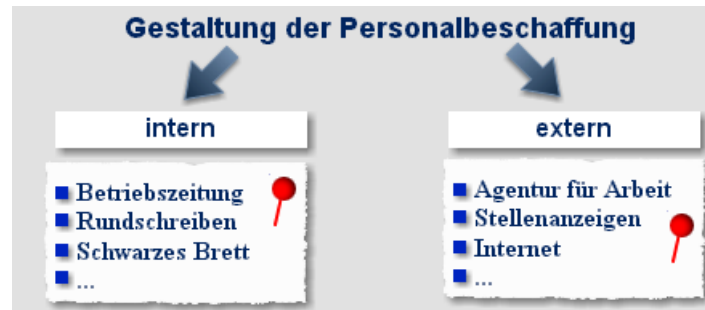 Gestaltung der Personalbeschaffung
intern
Betriebszeitung
Rundschreiben
Schwarzes Brett
...
extern
Agentur für Arbeit
Stellenanzeigen
Internet
...